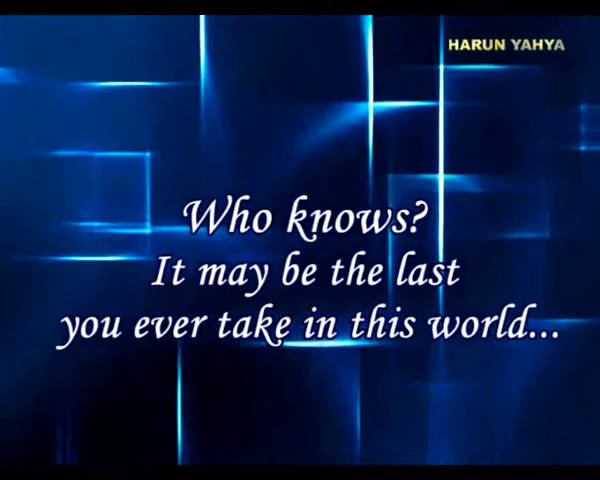 HARUN YAHYA
Who knows?
It may be the last
you ever take in this world...